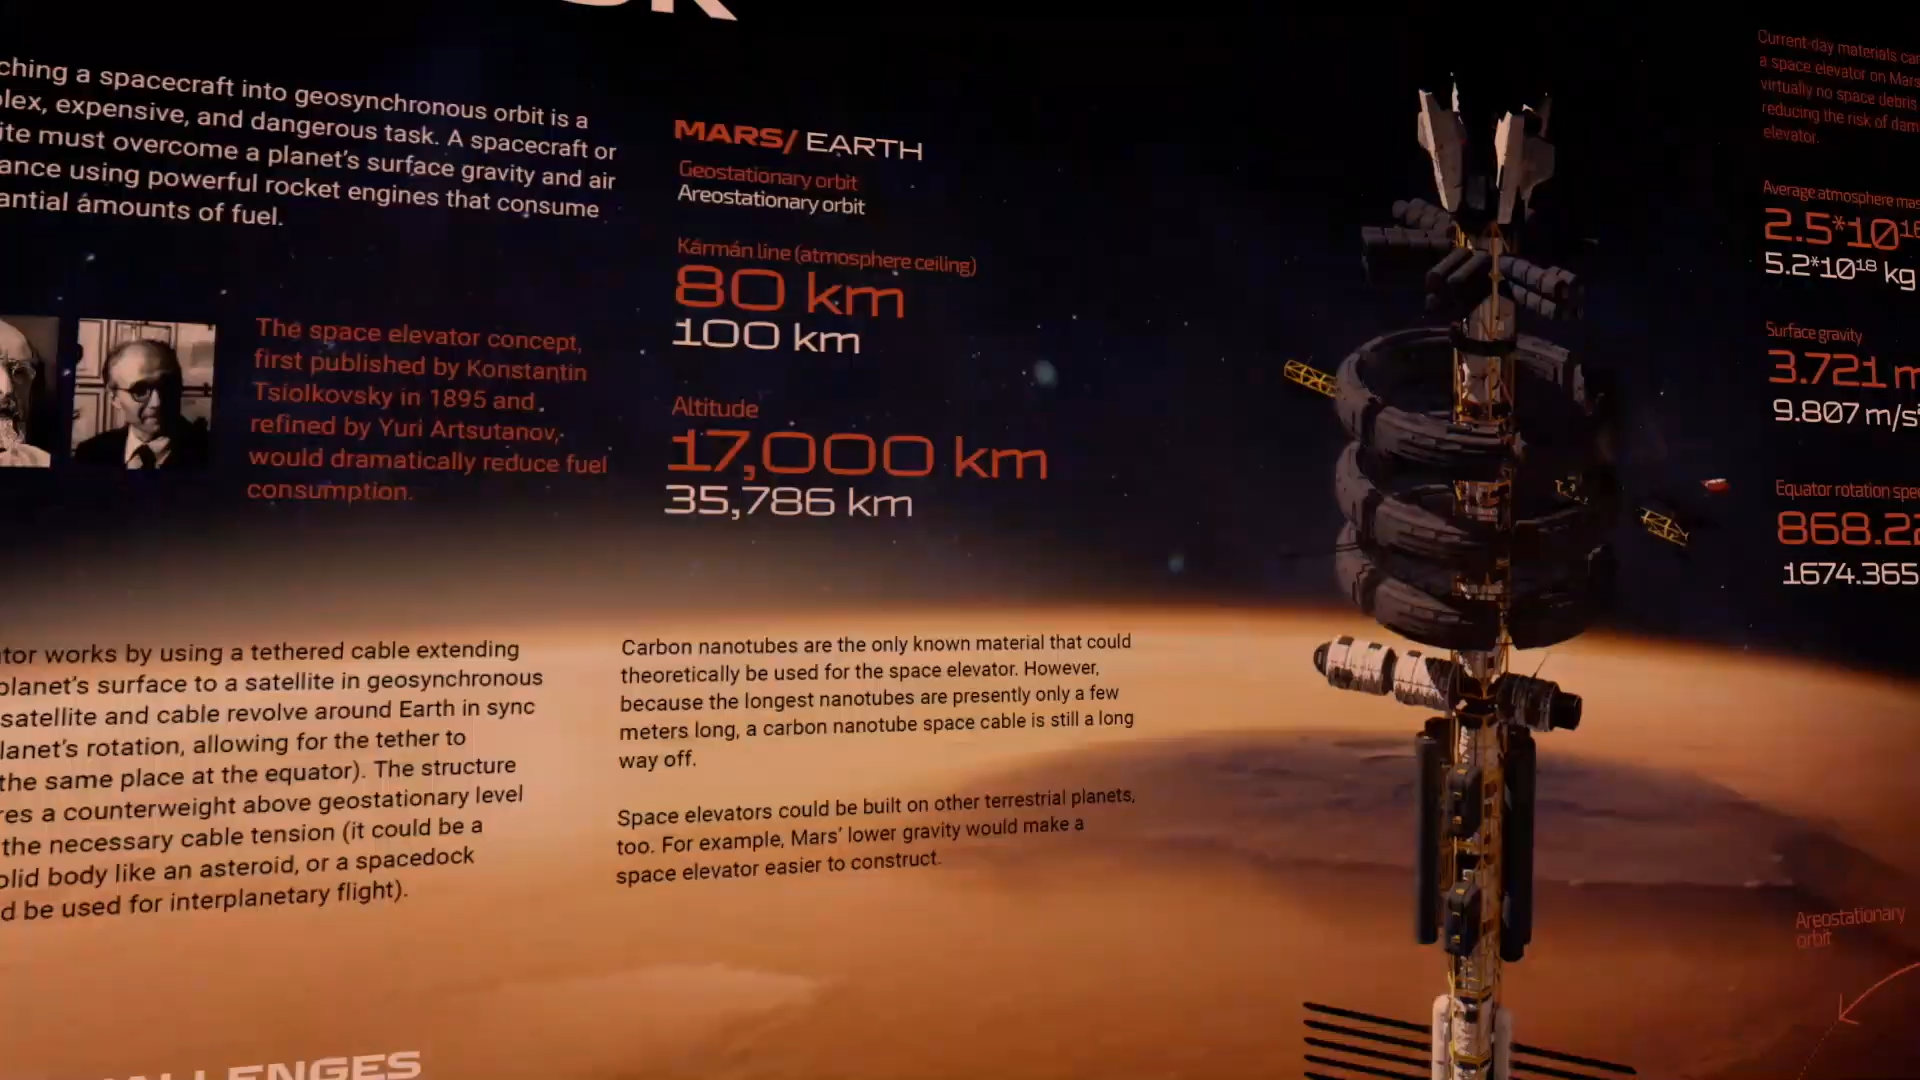 ching a spacecraft into geosynchronous orbit is a
lex, expensive, and dangerous task. A spacecraft or
ite must overcome a planet's surface gravity and air
ance using powerful rocket engines that consume
antial amounts of fuel.
The space elevator concept,
first published by Konstantin
Tsiolkovsky in 1895 and
refined by Yuri Artsutanov,
would dramatically reduce fuel
consumption.
MARS/ EARTH
Geostationary orbit
Areostationary orbit
Kármán line (atmosphere ceiling)
80 km
100 km
Altitude
17,000 km
35,786 km
tor works by using a tethered cable extending
planet's surface to a satellite in geosynchronous
satellite and cable revolve around Earth in sync
lanet's rotation, allowing for the tether to
the same place at the equator). The structure
res a counterweight above geostationary level
the necessary cable tension (it could be a
olid body like an asteroid, or a spacedock
d be used for interplanetary flight).
Carbon nanotubes are the only known material that could
theoretically be used for the space elevator. However,
because the longest nanotubes are presently only a few
meters long, a carbon nanotube space cable is still a long
way off.
Space elevators could be built on other terrestrial planets,
too. For example, Mars' lower gravity would make a
space elevator easier to construct.
ALLENGES
Current-day materials can
a space elevator on Mars
virtually no space debris
reducing the risk of dam
elevator.
Average atmosphere mas
2.5*10¹⁶
5.2*10¹⁸ kg
Surface gravity
3.721 m
9.807 m/s²
Equator rotation spe
868.22
1674.365
Areostationary
orbit